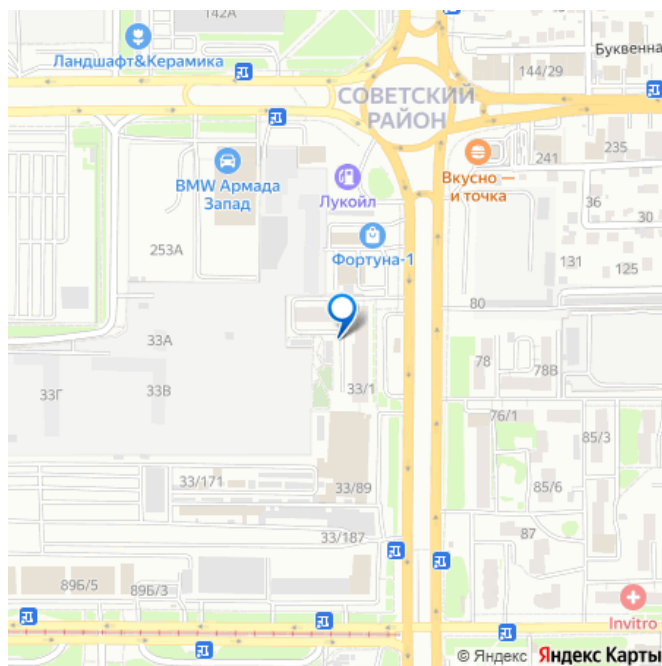 142А
Ландшафт&Керамика
Буквенна
144/29
СОВЕТСКИЙ
РАЙОН
BMW Армада
Запад
Лукойл
Вкусно —
и точка
241
235
36
30
253А
Фортуна-1
131
125
80
33А
78
78В
33Г
33В
33/1
76/1
85/3
33/171
33/89
85/6
33/187
87
89Б/5
89Б/3
Invitro
© Яндекс Яндекс Карты